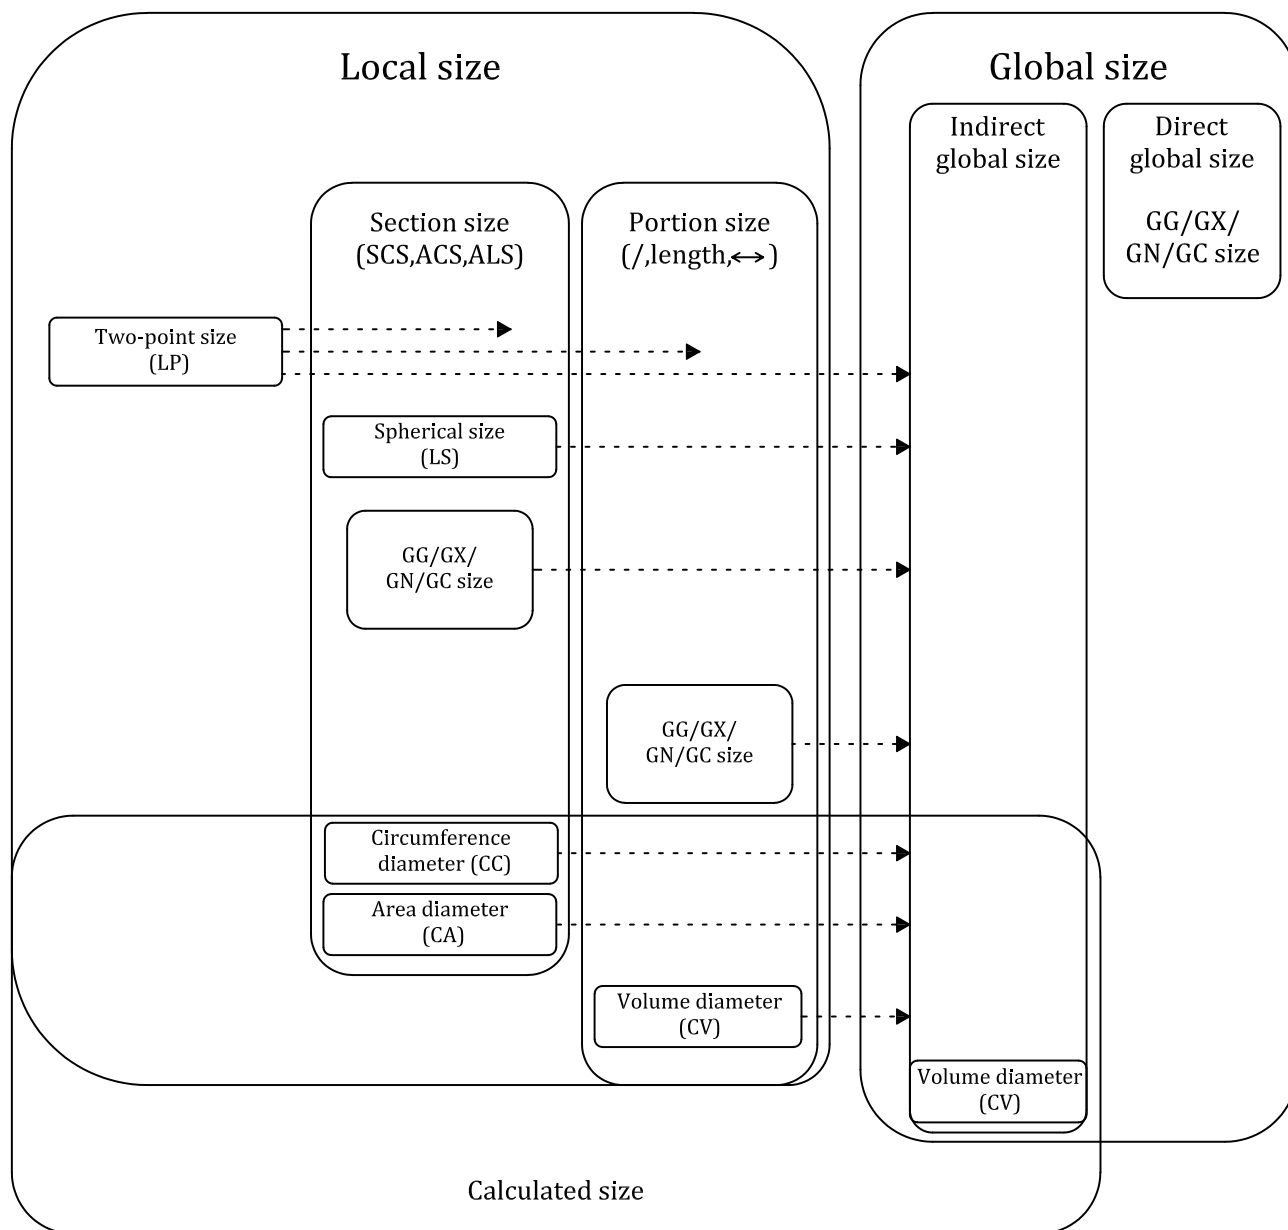 Local size
Global size
Indirect
global size
Direct
global size
GG/GX/
GN/GC size
Section size
(SCS,ACS,ALS)
Portion size
(/,length,↔)
Two-point size
(LP)
Spherical size
(LS)
GG/GX/
GN/GC size
GG/GX/
GN/GC size
Circumference
diameter (CC)
Area diameter
(CA)
Volume diameter
(CV)
Volume diameter
(CV)
Calculated size